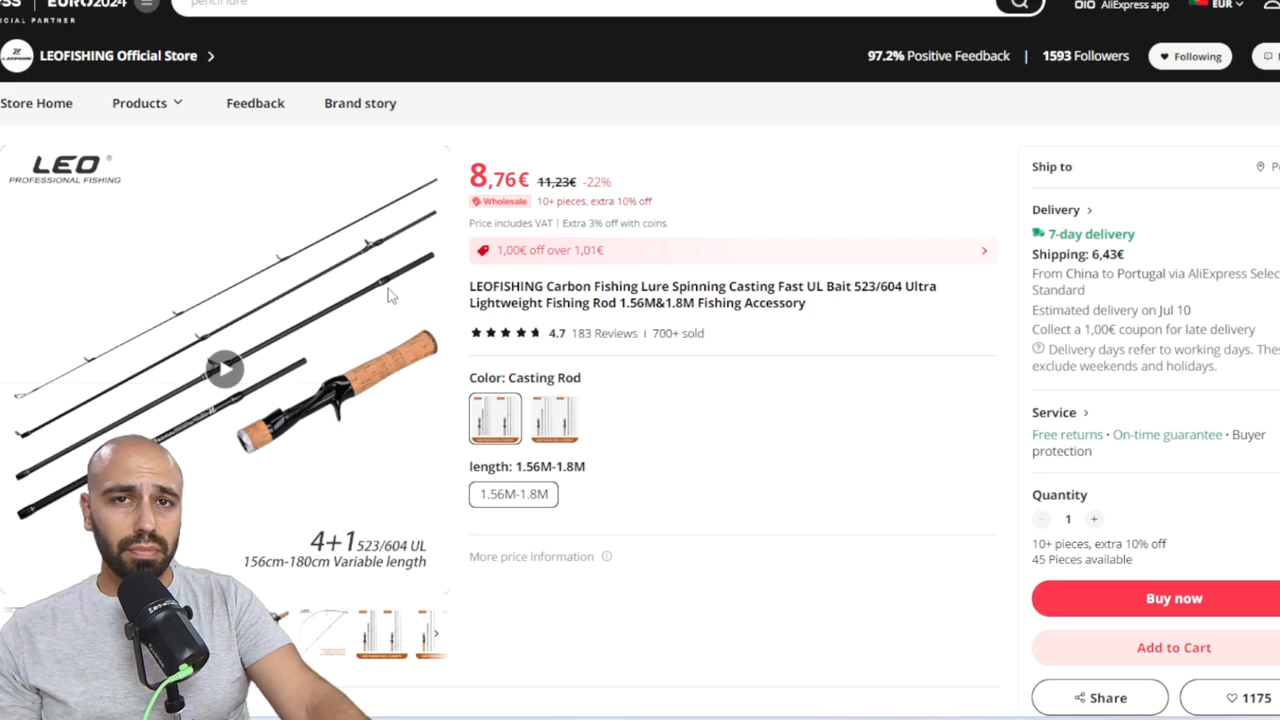 SS
EURO2024
ICIAL PARTNER
pencil lure
AliExpress app
EUR
LEOFISHING Official Store
97.2% Positive Feedback | 1593 Followers
Following
Store Home
Products
Feedback
Brand story
LEO ®
PROFESSIONAL FISHING
4+1 523/604 UL
156cm-180cm Variable length
8,76€ 11,23€ -22%
Wholesale 10+ pieces, extra 10% off
Price includes VAT | Extra 3% off with coins
1,00€ off over 1,01€
LEOFISHING Carbon Fishing Lure Spinning Casting Fast UL Bait 523/604 Ultra
Lightweight Fishing Rod 1.56M&1.8M Fishing Accessory
4.7 183 Reviews | 700+ sold
Color: Casting Rod
length: 1.56M-1.8M
1.56M-1.8M
More price information
Ship to
Delivery
7-day delivery
Shipping: 6,43€
From China to Portugal via AliExpress Selec
Standard
Estimated delivery on Jul 10
Collect a 1,00€ coupon for late delivery
Delivery days refer to working days. These
exclude weekends and holidays.
Service
Free returns · On-time guarantee · Buyer
protection
Quantity
1
10+ pieces, extra 10% off
45 Pieces available
Buy now
Add to Cart
Share
1175